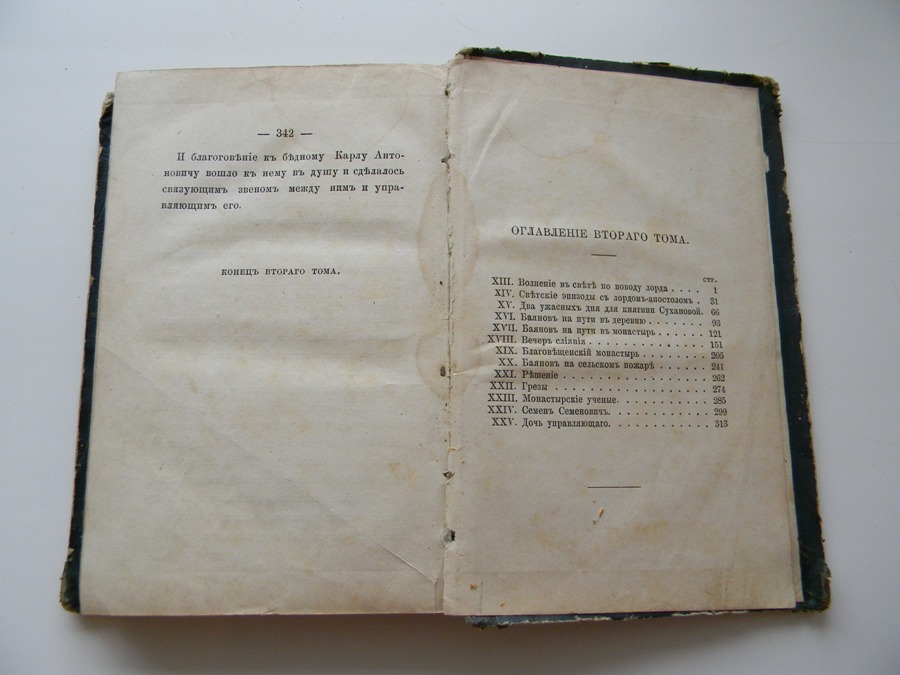 — 342 —
И благоговѣніе къ бѣдному Карлу Анто-
новичу вошло къ нему въ душу и сдѣлалось
связующимъ звеномъ между нимъ и упра-
вляющимъ его.
КОНЕЦЪ ВТОРАГО ТОМА.
ОГЛАВЛЕНІЕ ВТОРАГО ТОМА.
СТР.
XIII. Волненіе въ свѣтѣ по поводу лорда . . . . 1
XIV. Свѣтскіе эпизоды съ лордомъ-апостоломъ . 31
XV. Два ужасныхъ дня для княгини Сухановой. 66
XVI. Баяновъ на пути въ деревню . . . . . . . 93
XVII. Баяновъ на пути въ монастырь . . . . . . 121
XVIII. Вечеръ сліянія . . . . . . . . . . . . . 151
XIX. Благовѣщенскій монастырь . . . . . . . . 205
XX. Баяновъ на сельскомъ пожарѣ . . . . . . 241
XXI. Рѣшеніе . . . . . . . . . . . . . . . . 262
XXII. Грезы . . . . . . . . . . . . . . . . . 274
XXIII. Монастырскіе ученые. . . . . . . . . . . 285
XXIV. Семенъ Семеновичъ. . . . . . . . . . . . 299
XXV. Дочь управляющаго. . . . . . . . . . . . 313